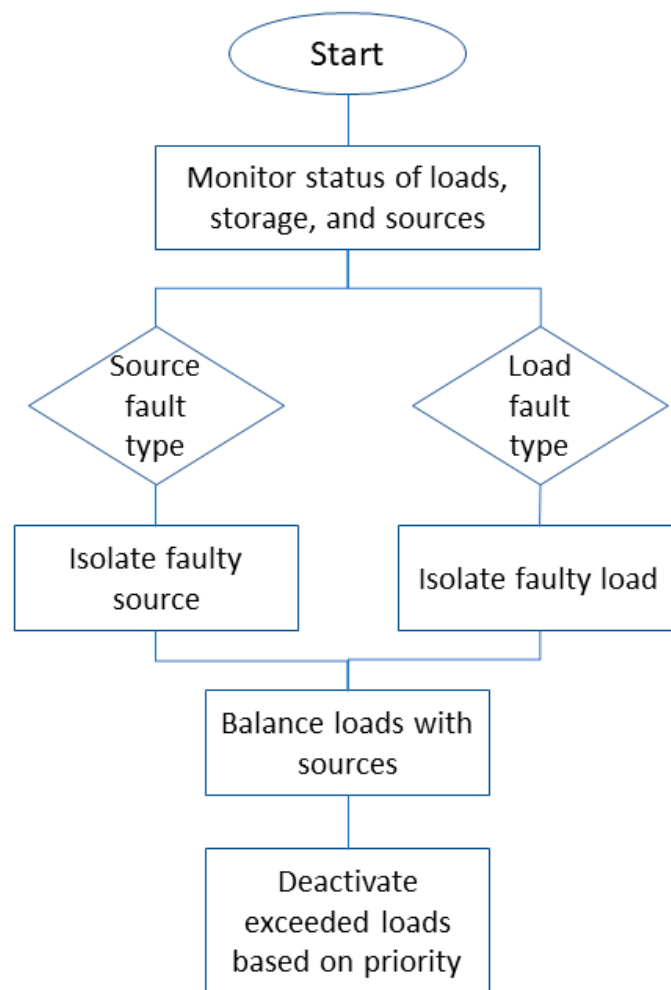 Start
Monitor status of loads,
storage, and sources
Source
fault
type
Load
fault
type
Isolate faulty
source
Isolate faulty load
Balance loads with
sources
Deactivate
exceeded loads
based on priority